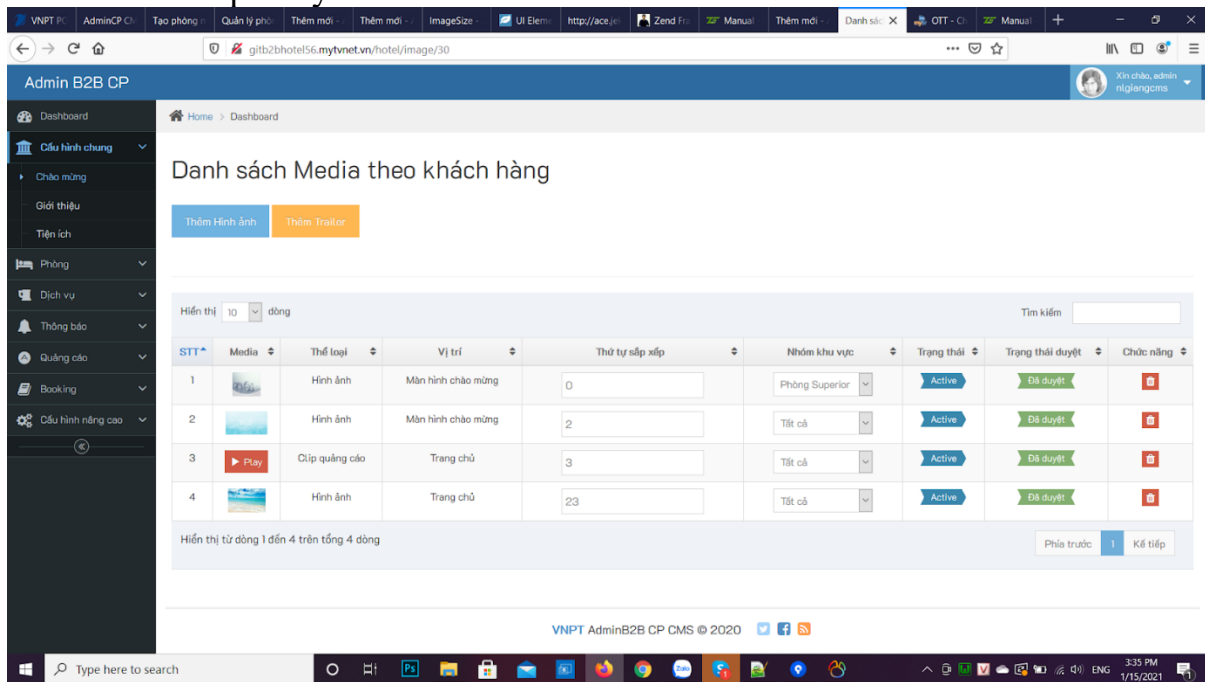 VNPT PC AdminCP CM Tạo phòng n Quản lý phò Thêm mới - Thêm mới - / ImageSize - UI Eleme http://ace.je Zend Fra Manual Thêm mới - Danh sác OTT - Ch Manual
gitb2bhotel56.mytvnet.vn/hotel/image/30
Admin B2B CP
Xin chào, admin
nlgiangcms
Dashboard
Home > Dashboard
Cấu hình chung
Chào mừng
Giới thiệu
Tiện ích
Phòng
Dịch vụ
Thông báo
Quảng cáo
Booking
Cấu hình nâng cao
Danh sách Media theo khách hàng
Thêm Hình ảnh Thêm Trailor
Hiển thị 10 dòng
Tìm kiếm
STT Media Thể loại Vị trí Thứ tự sắp xếp Nhóm khu vực Trạng thái Trạng thái duyệt Chức năng
1 Hình ảnh Màn hình chào mừng 0 Phòng Superior Active Đã duyệt
2 Hình ảnh Màn hình chào mừng 2 Tất cả Active Đã duyệt
3 Play Clip quảng cáo Trang chủ 3 Tất cả Active Đã duyệt
4 Hình ảnh Trang chủ 23 Tất cả Active Đã duyệt
Hiển thị từ dòng 1 đến 4 trên tổng 4 dòng
Phía trước 1 Kế tiếp
VNPT AdminB2B CP CMS © 2020
Type here to search
ENG
3:35 PM
1/15/2021